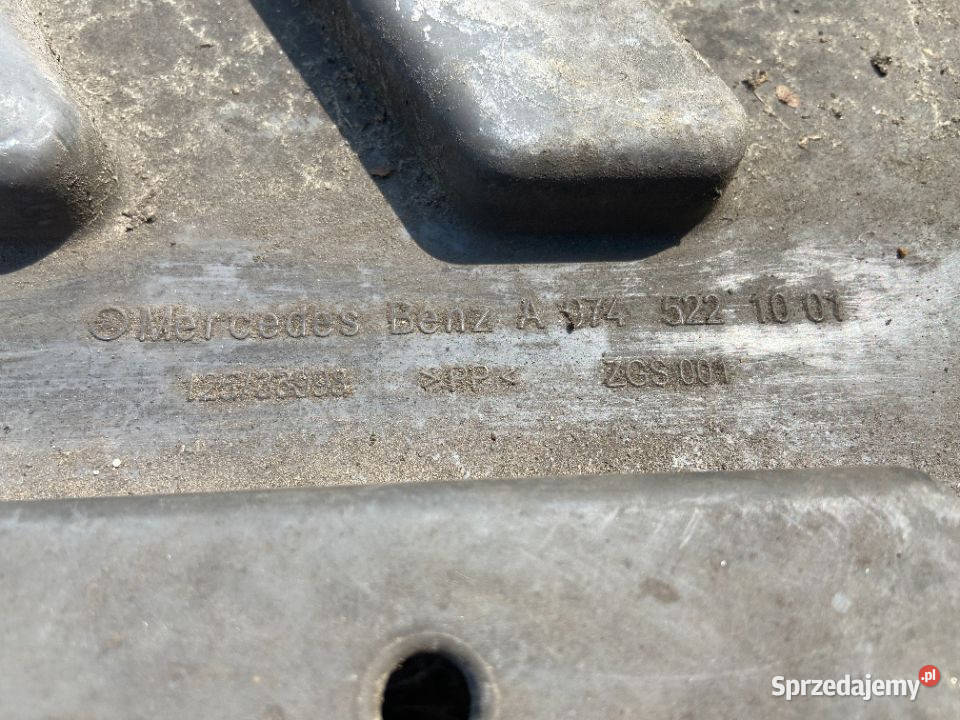 Mercedes Benz A 974 522 10 01
>PP< ZGS 001
Sprzedajemy.pl